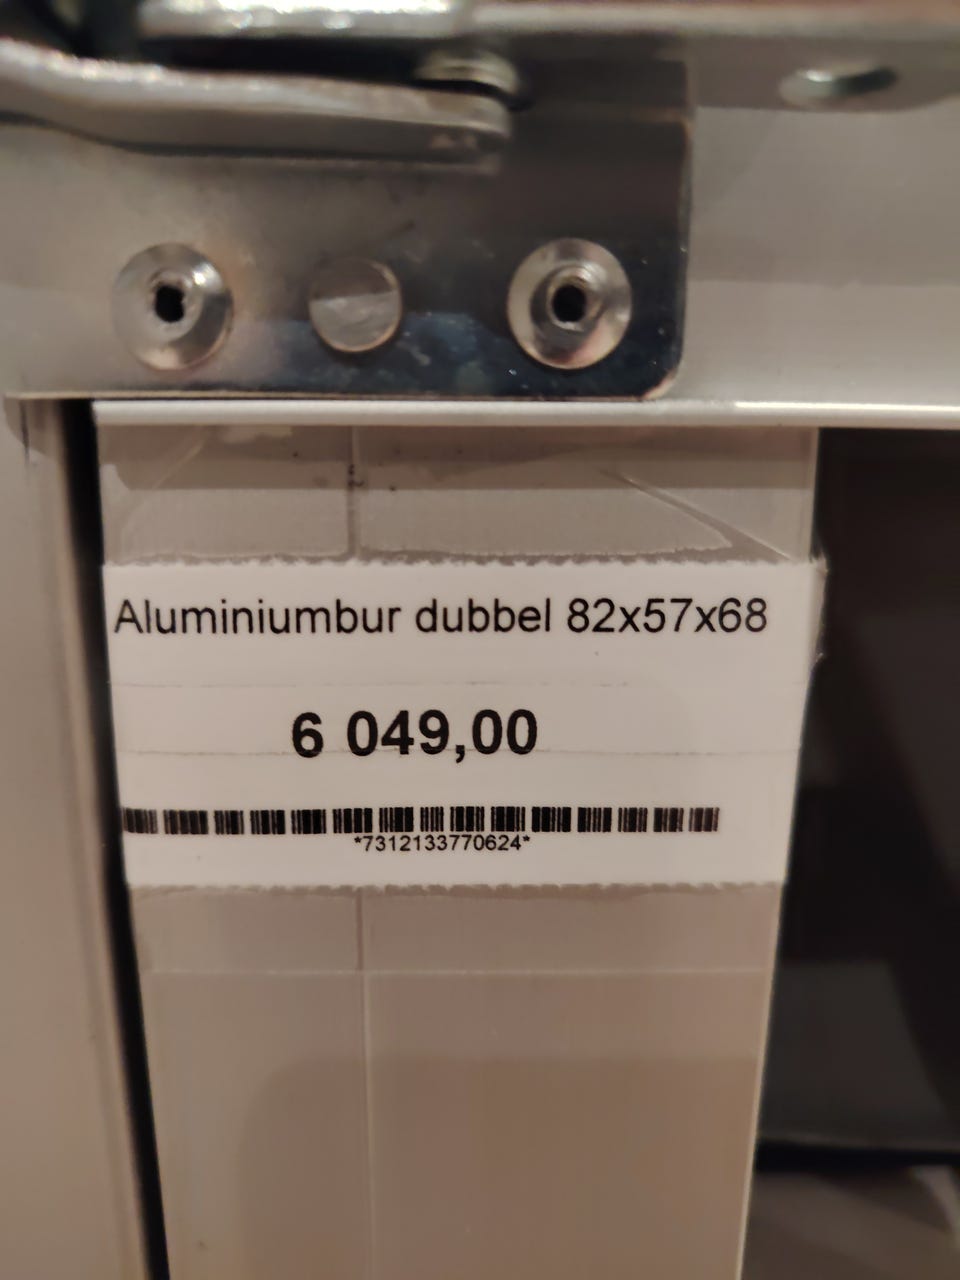 Aluminiumbur dubbel 82x57x68
6 049,00
*7312133770624*